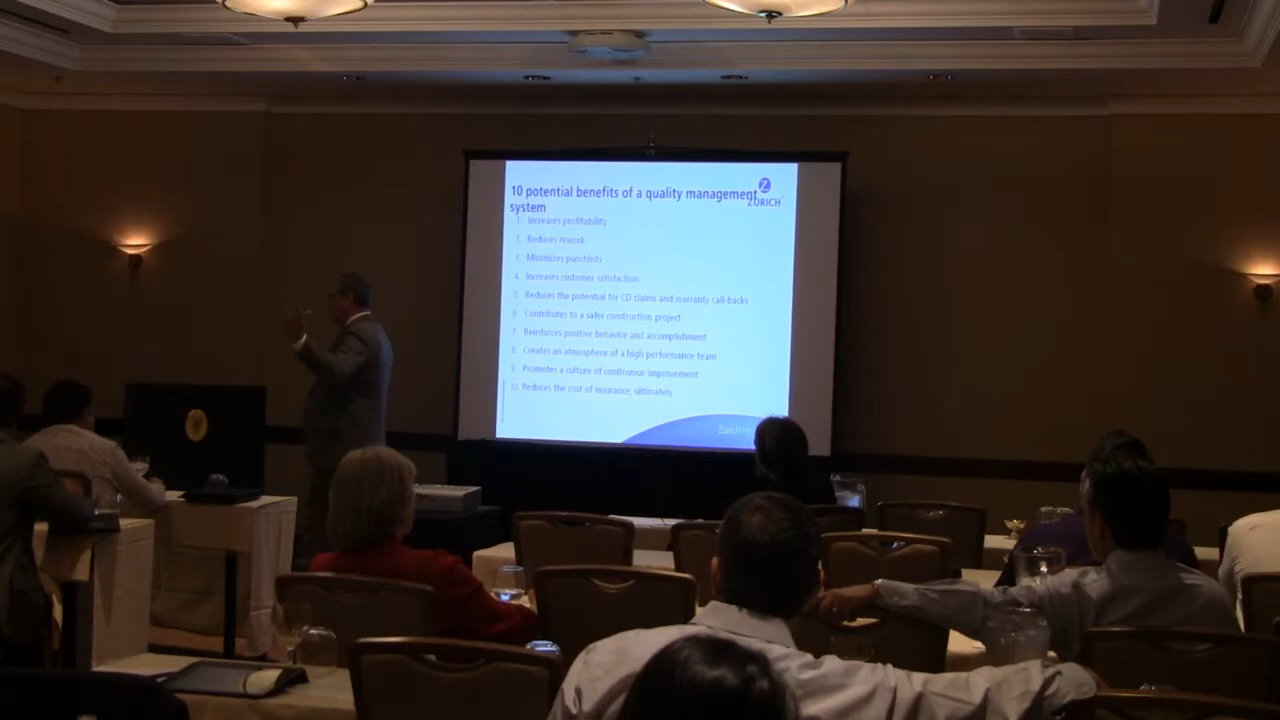 10 potential benefits of a quality management
system
Z
ZURICH
1. Increases profitability
2. Reduces rework
3. Minimizes punchlists
4. Increases customer satisfaction
5. Reduces the potential for CD claims and warranty call-backs
6. Contributes to a safer construction project
7. Reinforces positive behavior and accomplishment
8. Creates an atmosphere of a high performance team
9. Promotes a culture of continuous improvement
10. Reduces the cost of insurance, ultimately
Zurich